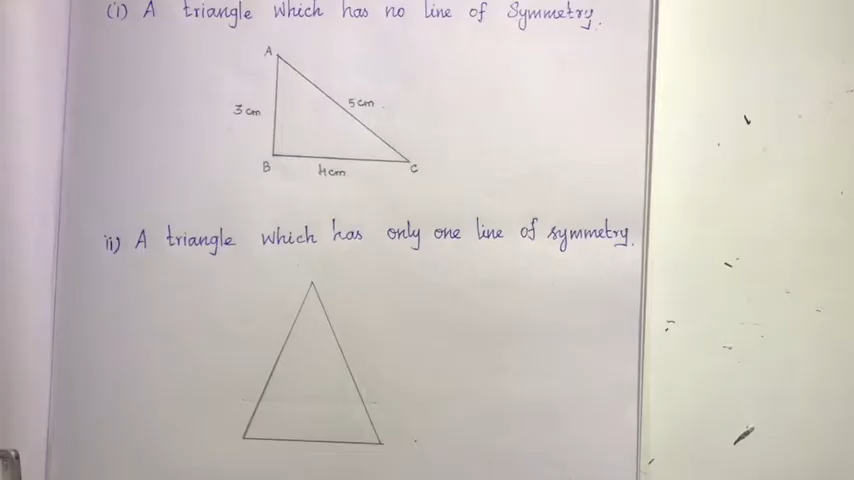 (i) A triangle which has no line of Symmetry.
A
3 cm
5 cm
B
4cm
C
ii) A triangle which has only one line of symmetry.